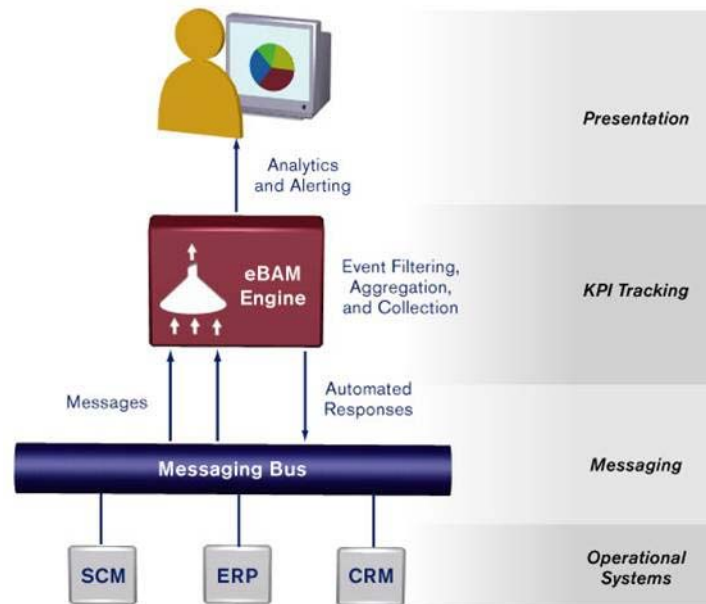 Presentation
Analytics
and Alerting
eBAM
Engine
Event Filtering,
Aggregation,
and Collection
KPI Tracking
Messages
Automated
Responses
Messaging Bus
Messaging
SCM
ERP
CRM
Operational
Systems